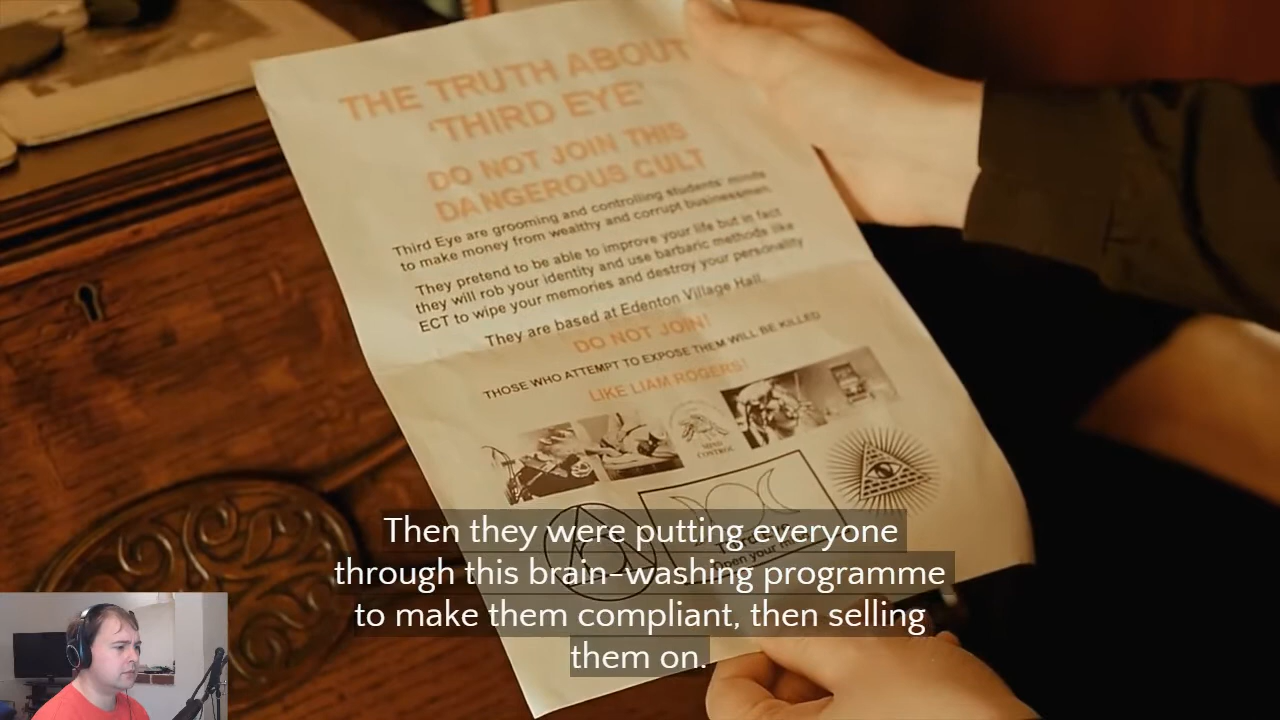 THE TRUTH ABOUT
'THIRD EYE'
DO NOT JOIN THIS
DANGEROUS CULT
Third Eye are grooming and controlling students' minds
to make money from wealthy and corrupt businessmen.
They pretend to be able to improve your life but in fact
they will rob your identity and use barbaric methods like
ECT to wipe your memories and destroy your personality
They are based at Edenton Village Hall.
DO NOT JOIN!
THOSE WHO ATTEMPT TO EXPOSE THEM WILL BE KILLED
LIKE LIAM ROGERS!
MIND
CONTROL
Open your
Then they were putting everyone
through this brain-washing programme
to make them compliant, then selling
them on.